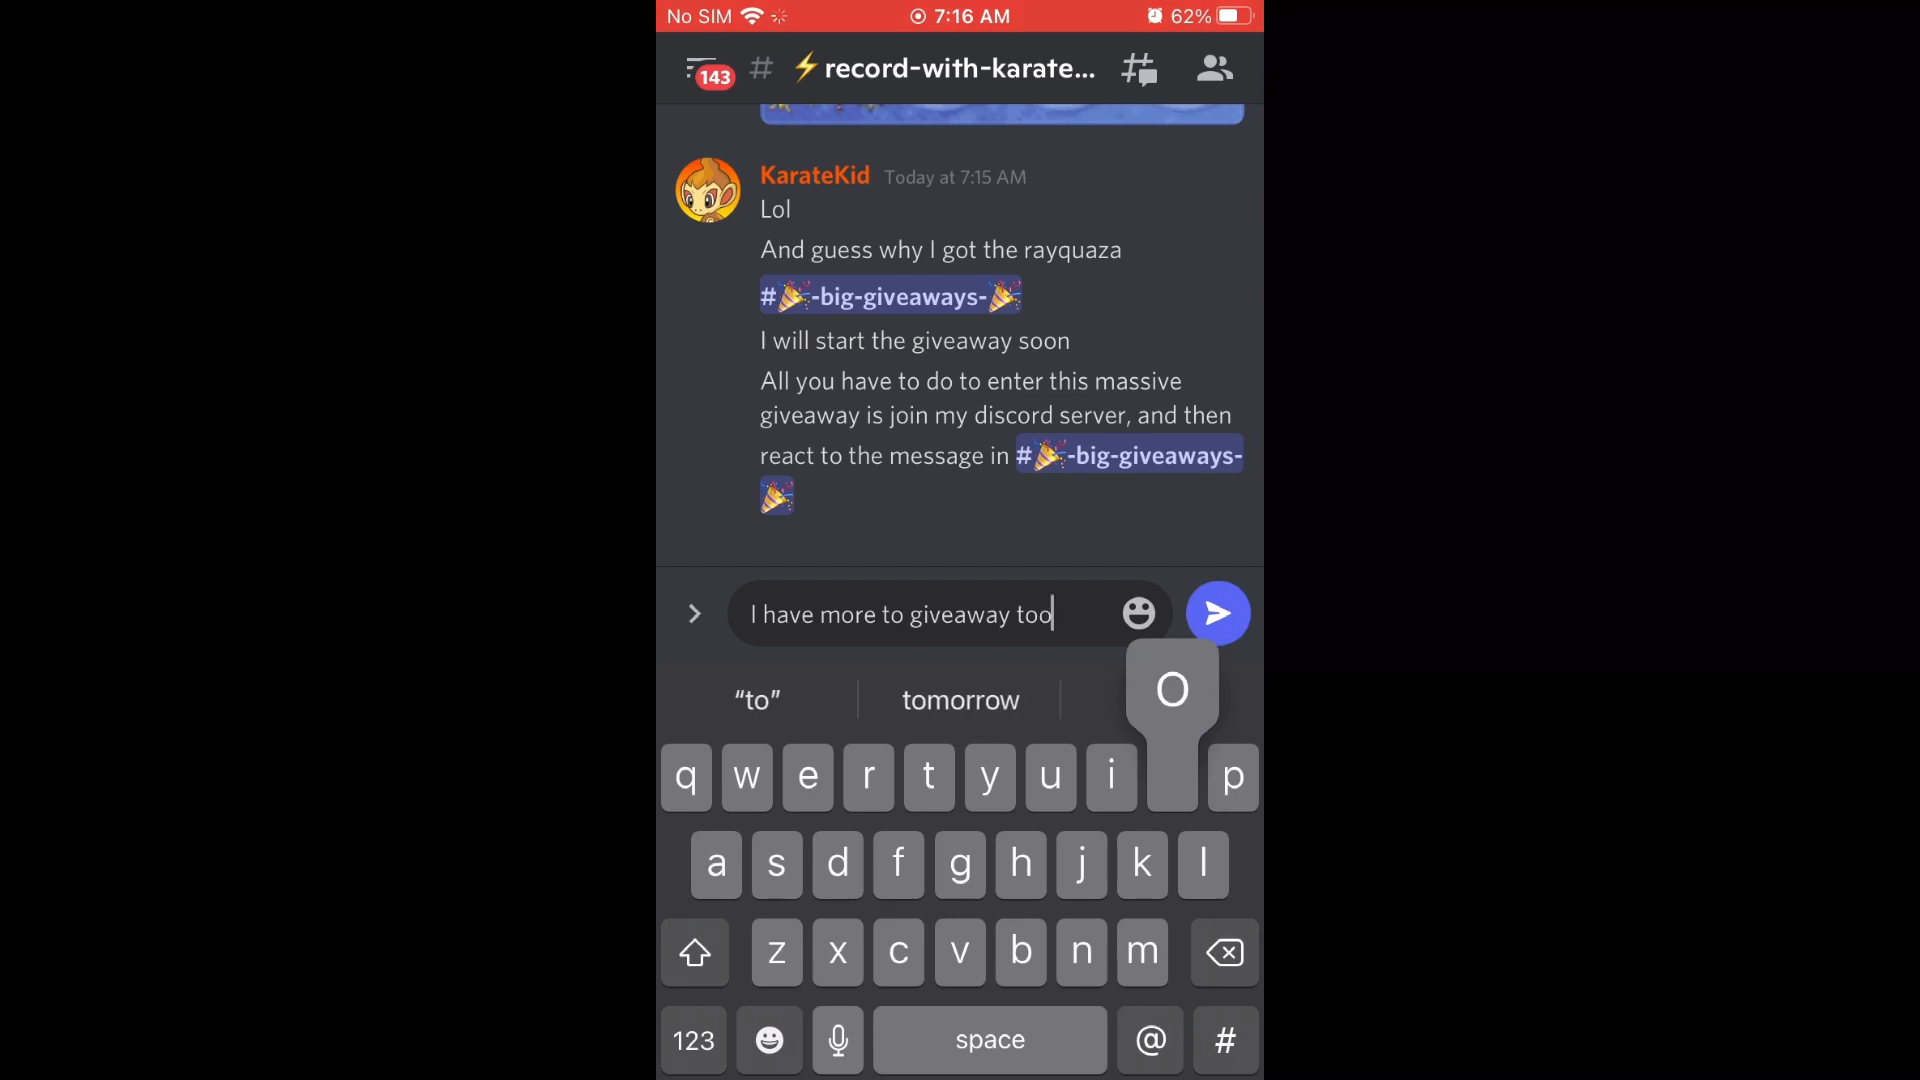 No SIM 7:16 AM 62%
143 # ⚡record-with-karate...
KarateKid Today at 7:15 AM
Lol
And guess why I got the rayquaza
#🎉-big-giveaways-🎉
I will start the giveaway soon
All you have to do to enter this massive
giveaway is join my discord server, and then
react to the message in #🎉-big-giveaways-
🎉
I have more to giveaway too
“to” tomorrow
O
q w e r t y u i p
a s d f g h j k l
z x c v b n m
123 space @ #